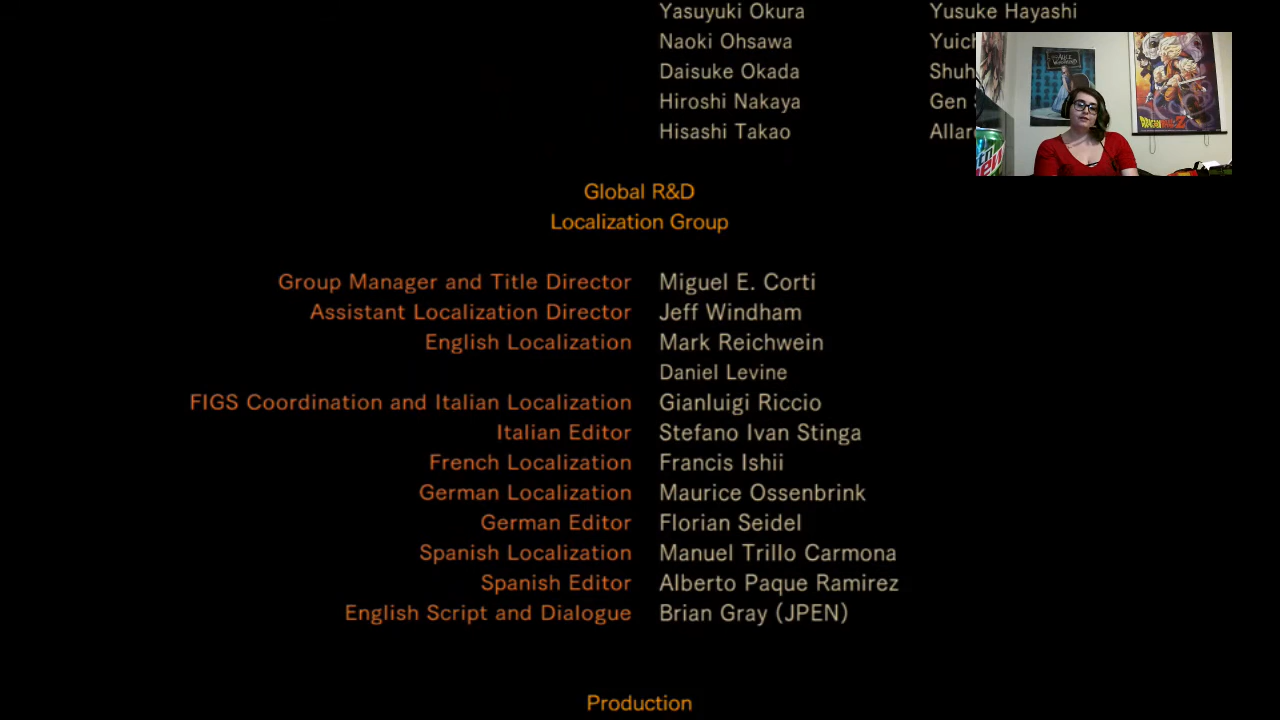 Yasuyuki Okura Yusuke Hayashi
Naoki Ohsawa
Daisuke Okada
Hiroshi Nakaya Gen
Hisashi Takao
Global R&D
Localization Group
Group Manager and Title Director Miguel E. Corti
Assistant Localization Director Jeff Windham
English Localization Mark Reichwein
Daniel Levine
FIGS Coordination and Italian Localization Gianluigi Riccio
Italian Editor Stefano Ivan Stinga
French Localization Francis Ishii
German Localization Maurice Ossenbrink
German Editor Florian Seidel
Spanish Localization Manuel Trillo Carmona
Spanish Editor Alberto Paque Ramirez
English Script and Dialogue Brian Gray (JPEN)
Production